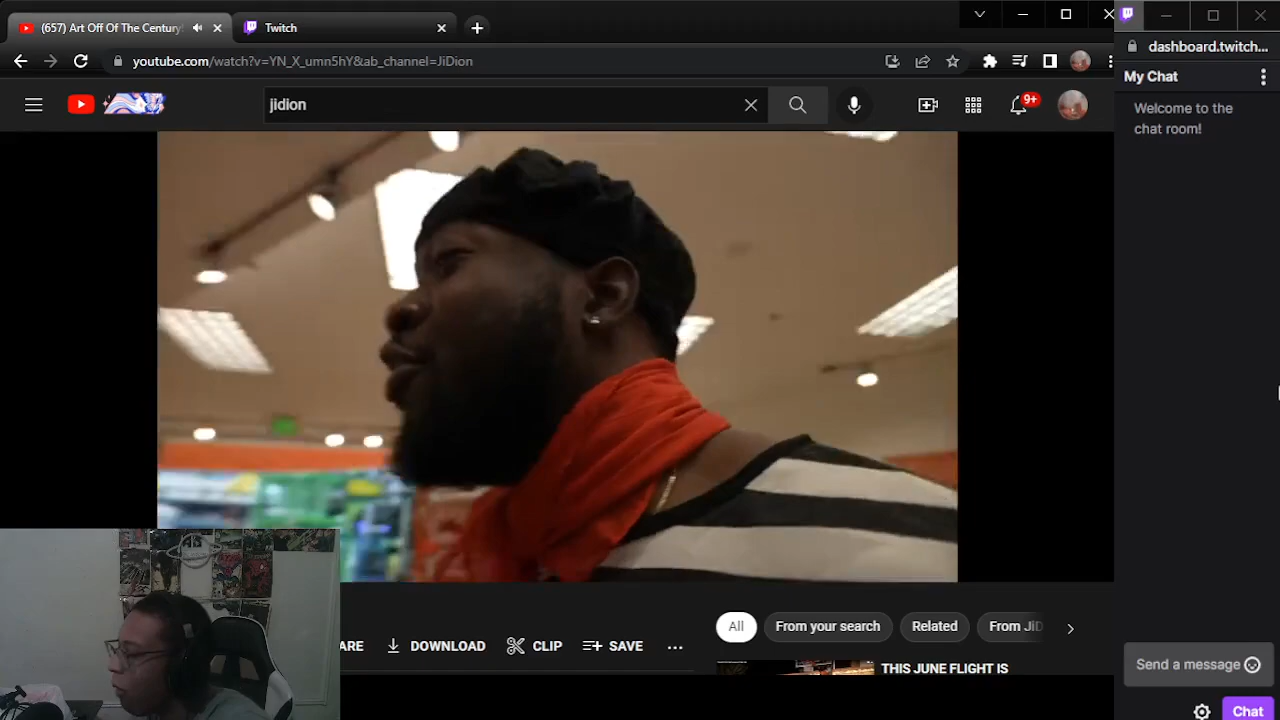 (657) Art Off Of The Century
Twitch
youtube.com/watch?v=YN_X_umn5hY&ab_channel=JiDion
dashboard.twitch...
My Chat
jidion
9+
Welcome to the
chat room!
All
From your search
Related
From JiD
ARE
DOWNLOAD
CLIP
SAVE
THIS JUNE FLIGHT IS
Send a message
Chat